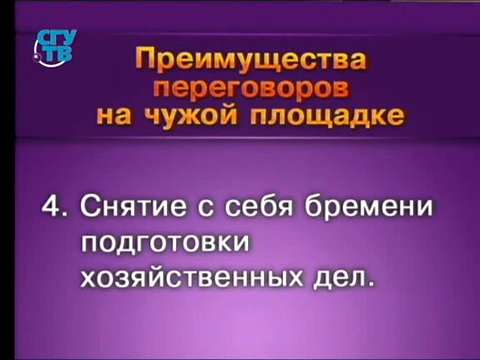 СГУ
ТВ
Преимущества
переговоров
на чужой площадке
4. Снятие с себя бремени
подготовки
хозяйственных дел.